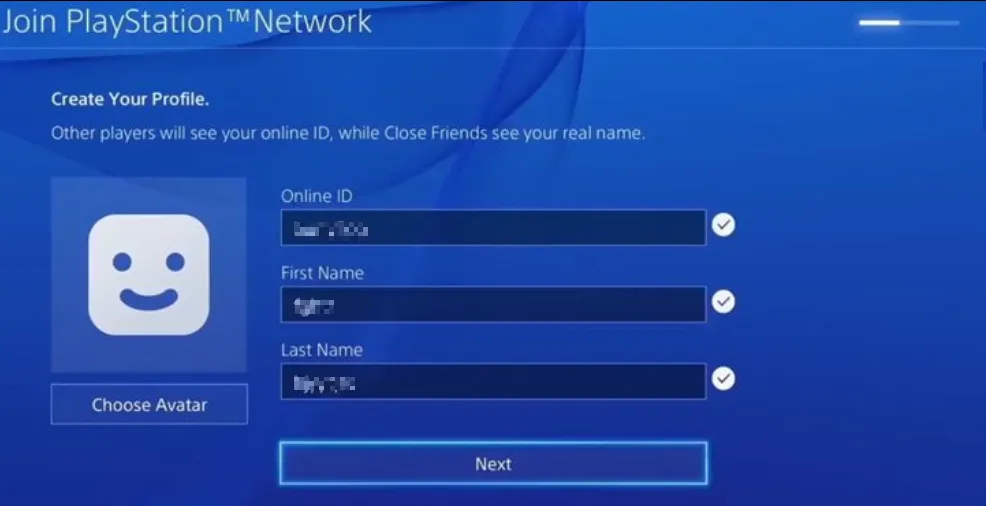 Join PlayStation™Network
Create Your Profile.
Other players will see your online ID, while Close Friends see your real name.
Online ID
First Name
Last Name
Choose Avatar
Next